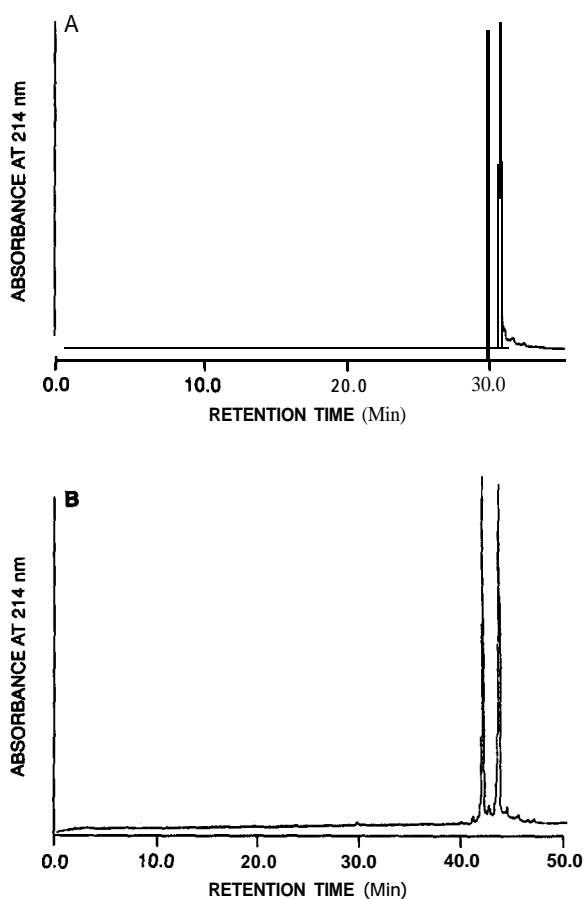 A
ABSORBANCE AT 214 nm
0.0 10.0 20.0 30.0
RETENTION TIME (Min)
B
ABSORBANCE AT 214 nm
0.0 10.0 20.0 30.0 40.0 50.0
RETENTION TIME (Min)